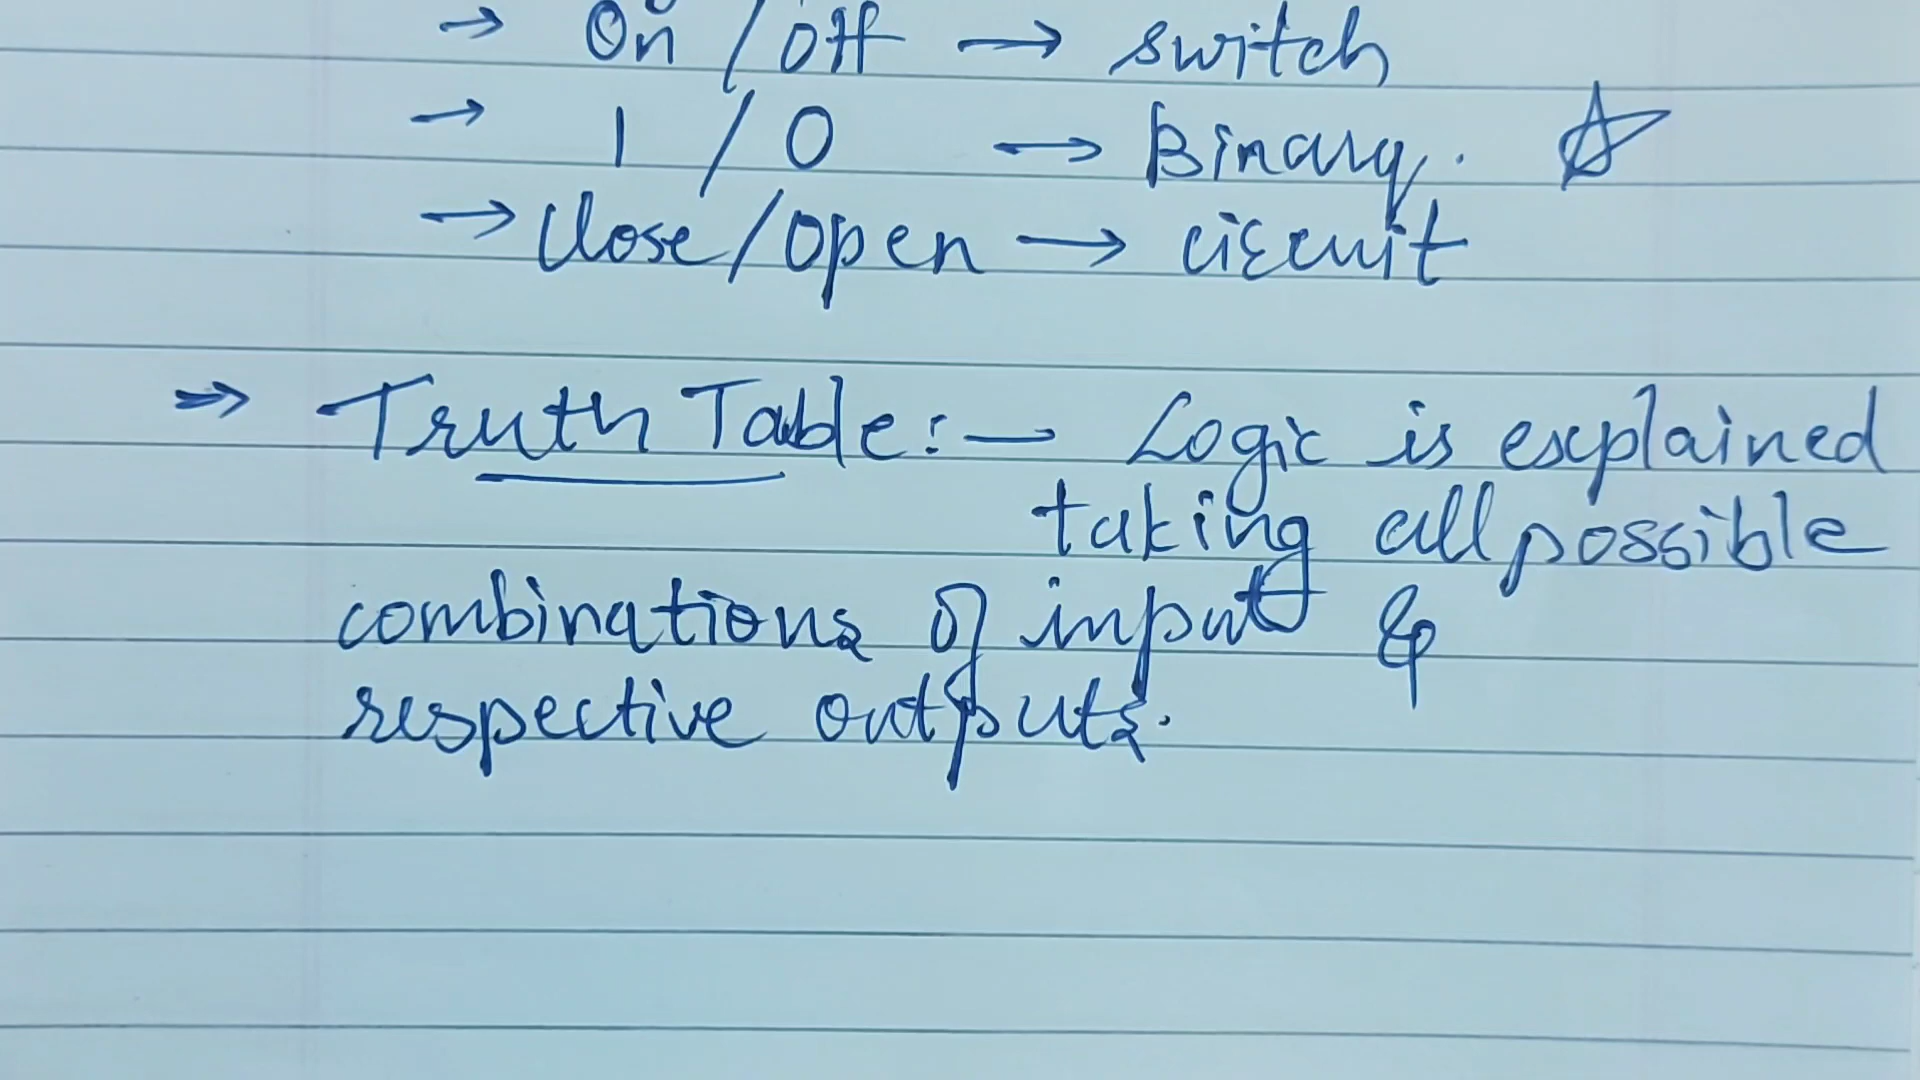 → On / off → switch
→ 1 / 0 → Binary. ☆
→ Close / open → circuit
⇒ Truth Table :— Logic is explained
taking all possible
combinations of input &
respective outputs.